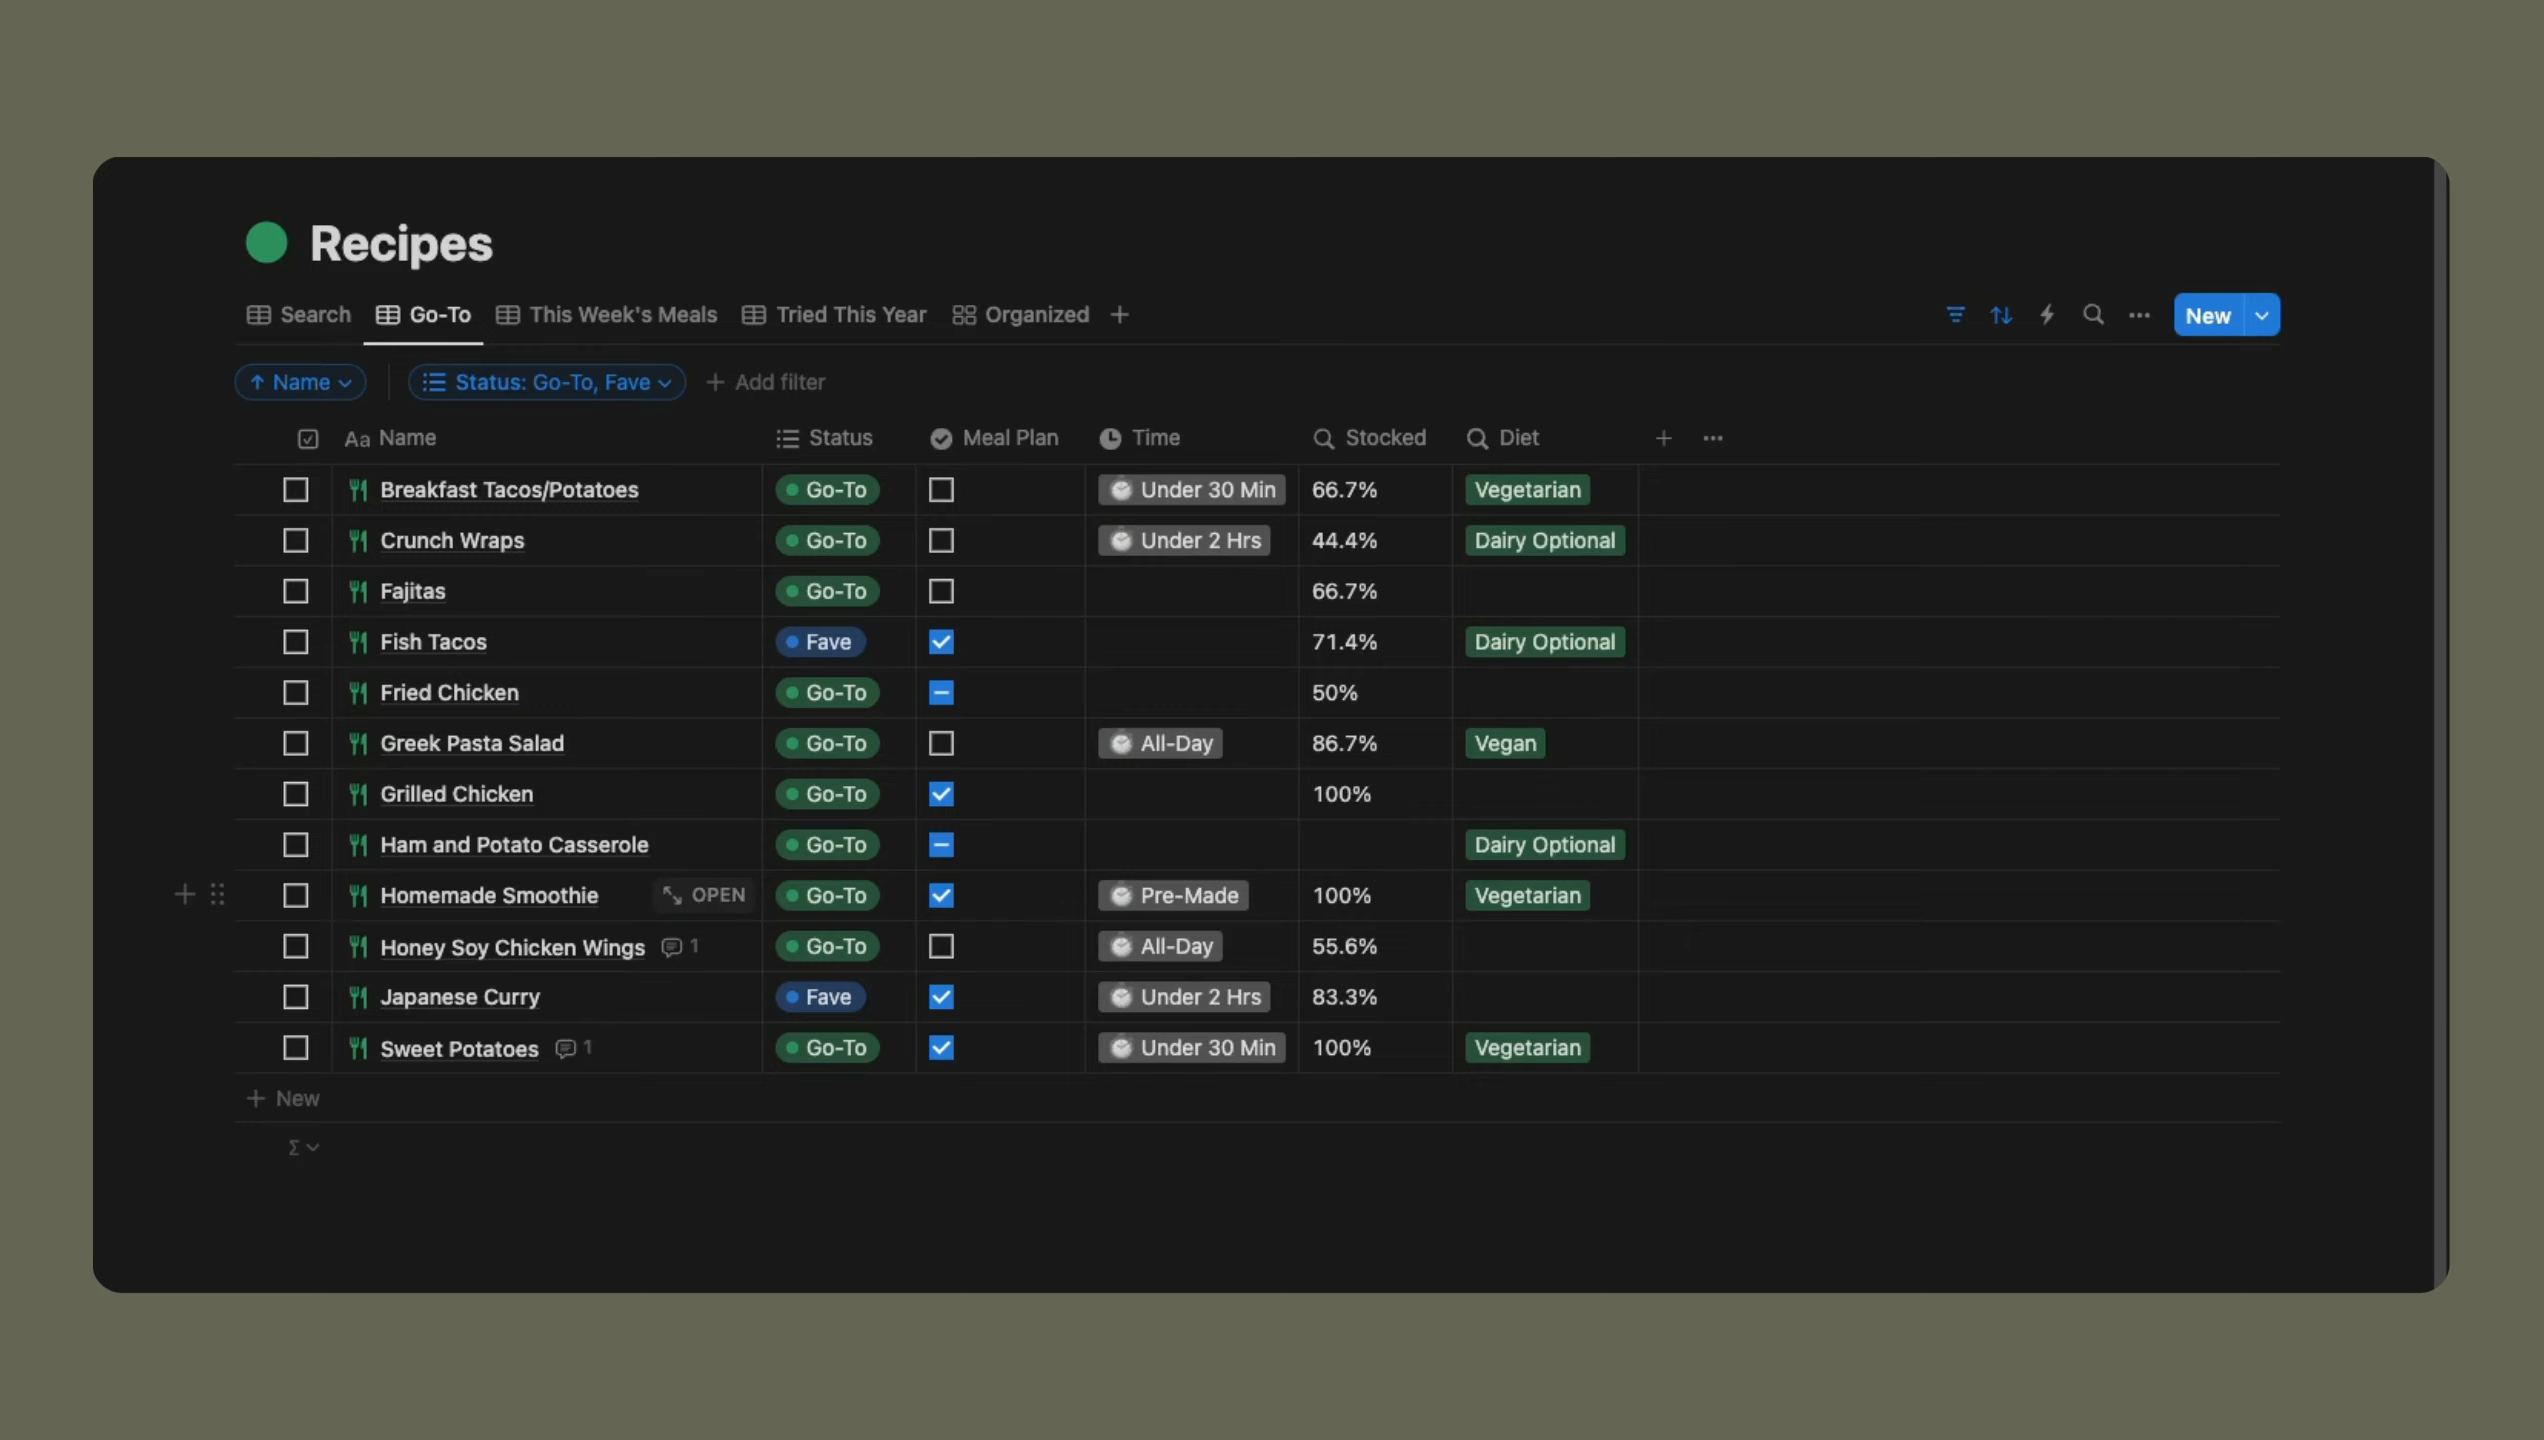 Recipes
Search Go-To This Week's Meals Tried This Year Organized New
Name Status: Go-To, Fave Add filter
Aa Name Status Meal Plan Time Stocked Diet
Breakfast Tacos/Potatoes Go-To Under 30 Min 66.7% Vegetarian
Crunch Wraps Go-To Under 2 Hrs 44.4% Dairy Optional
Fajitas Go-To 66.7%
Fish Tacos Fave 71.4% Dairy Optional
Fried Chicken Go-To 50%
Greek Pasta Salad Go-To All-Day 86.7% Vegan
Grilled Chicken Go-To 100%
Ham and Potato Casserole Go-To Dairy Optional
Homemade Smoothie OPEN Go-To Pre-Made 100% Vegetarian
Honey Soy Chicken Wings 1 Go-To All-Day 55.6%
Japanese Curry Fave Under 2 Hrs 83.3%
Sweet Potatoes 1 Go-To Under 30 Min 100% Vegetarian
New
Σ